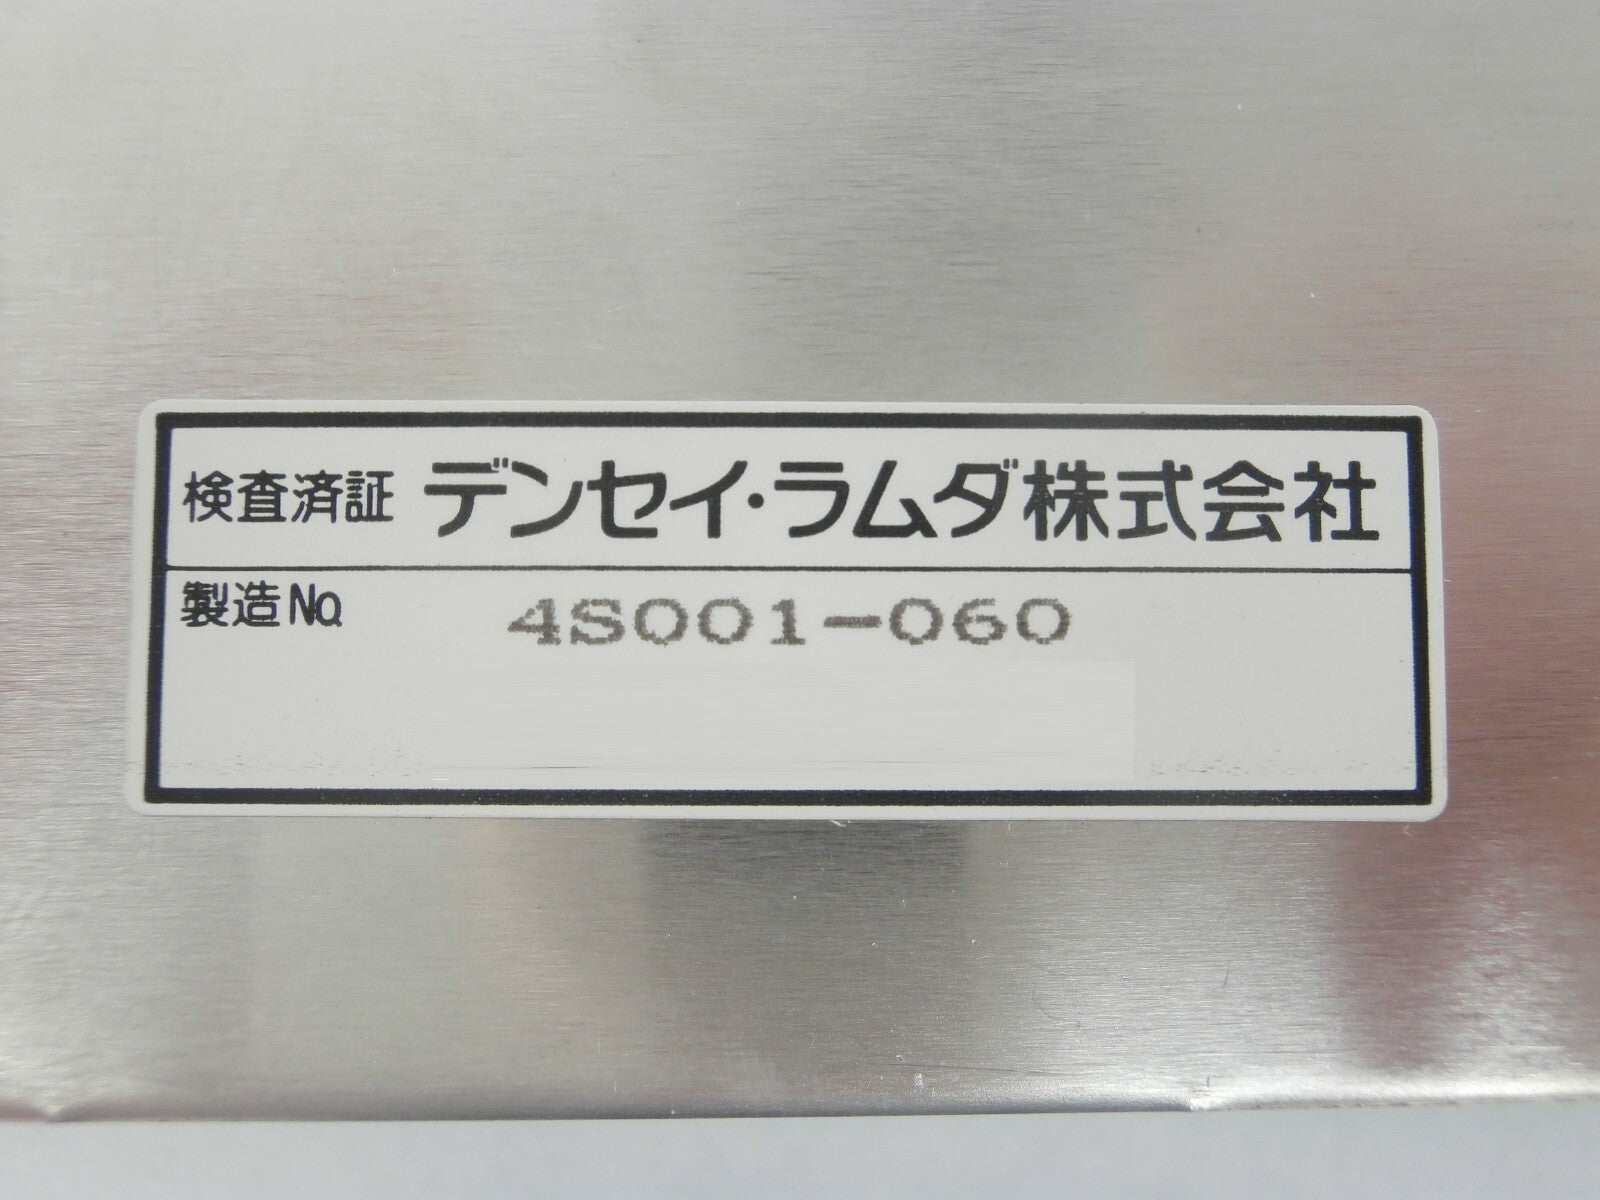 検査済証 デンセイ・ラムダ株式会社
製造No. 4S001-060